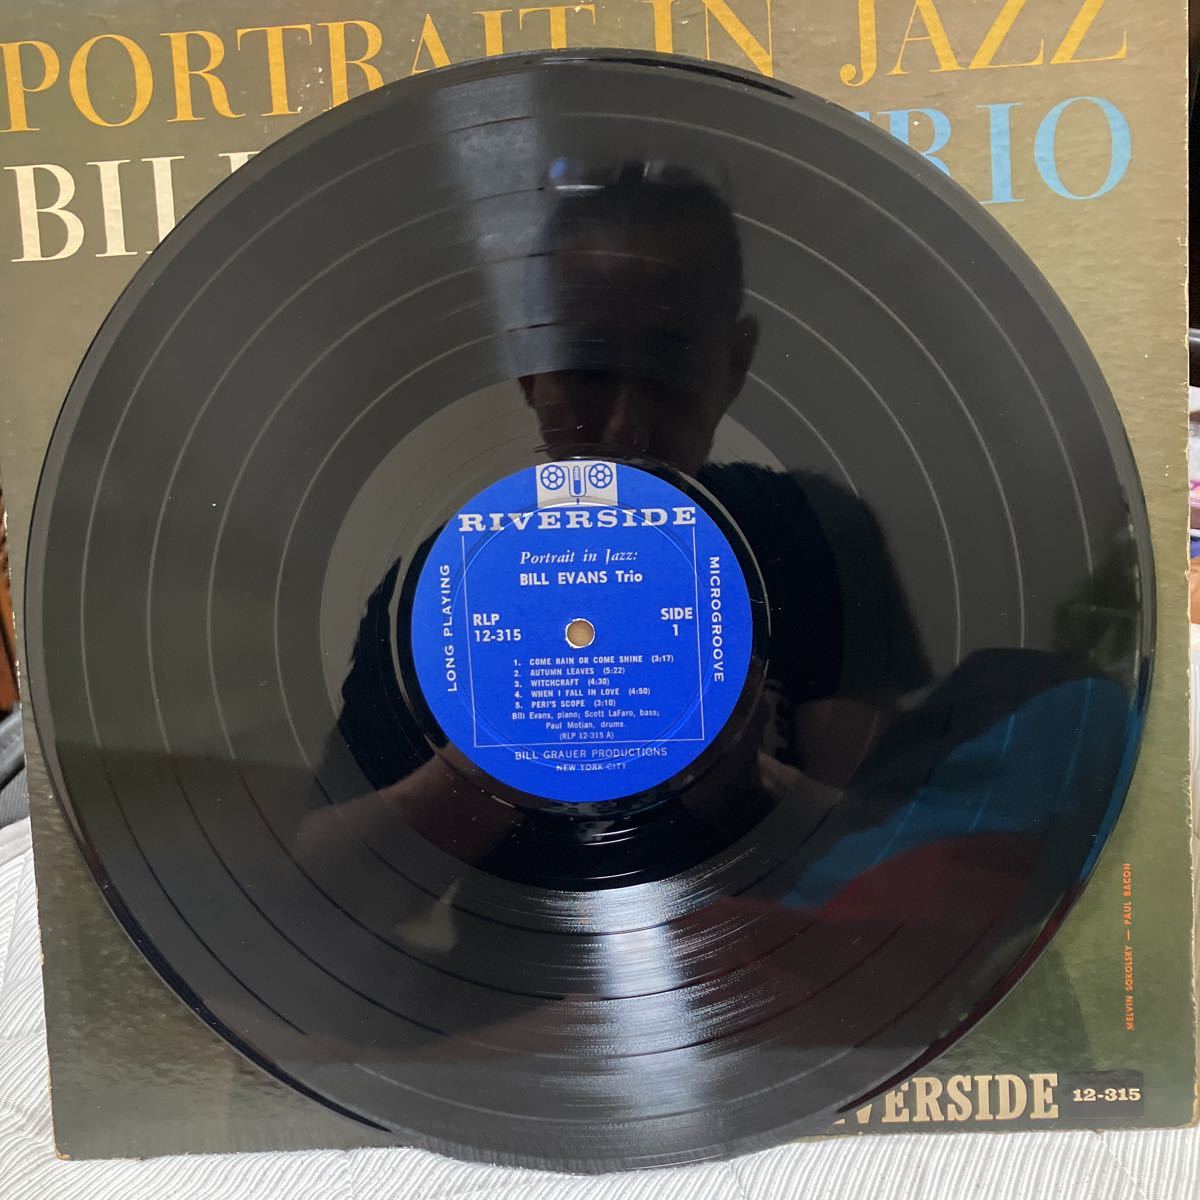 PORTRAIT IN JAZZ
BILL TRIO
RIVERSIDE
Portrait in Jazz:
BILL EVANS Trio
LONG PLAYING
MICROGROOVE
RLP
12-315
SIDE
1
1. COME RAIN OR COME SHINE (3:17)
2. AUTUMN LEAVES (5:22)
3. WITCHCRAFT (4:30)
4. WHEN I FALL IN LOVE (4:50)
5. PERI'S SCOPE (3:10)
Bill Evans, piano; Scott LaFaro, bass;
Paul Motian, drums.
(RLP 12-315 A)
BILL GRAUER PRODUCTIONS
NEW YORK CITY
MELVIN SOKOLSKY — PAUL BACON
RIVERSIDE 12-315